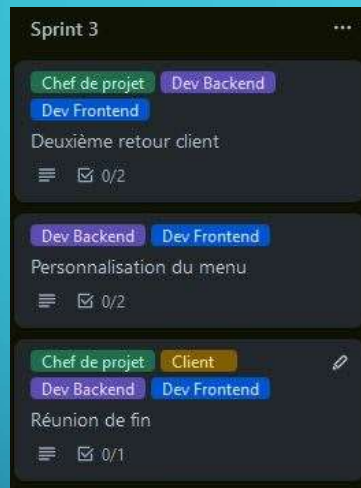 Sprint 3
Chef de projet Dev Backend
Dev Frontend
Deuxième retour client
0/2
Dev Backend Dev Frontend
Personnalisation du menu
0/2
Chef de projet Client
Dev Backend Dev Frontend
Réunion de fin
0/1